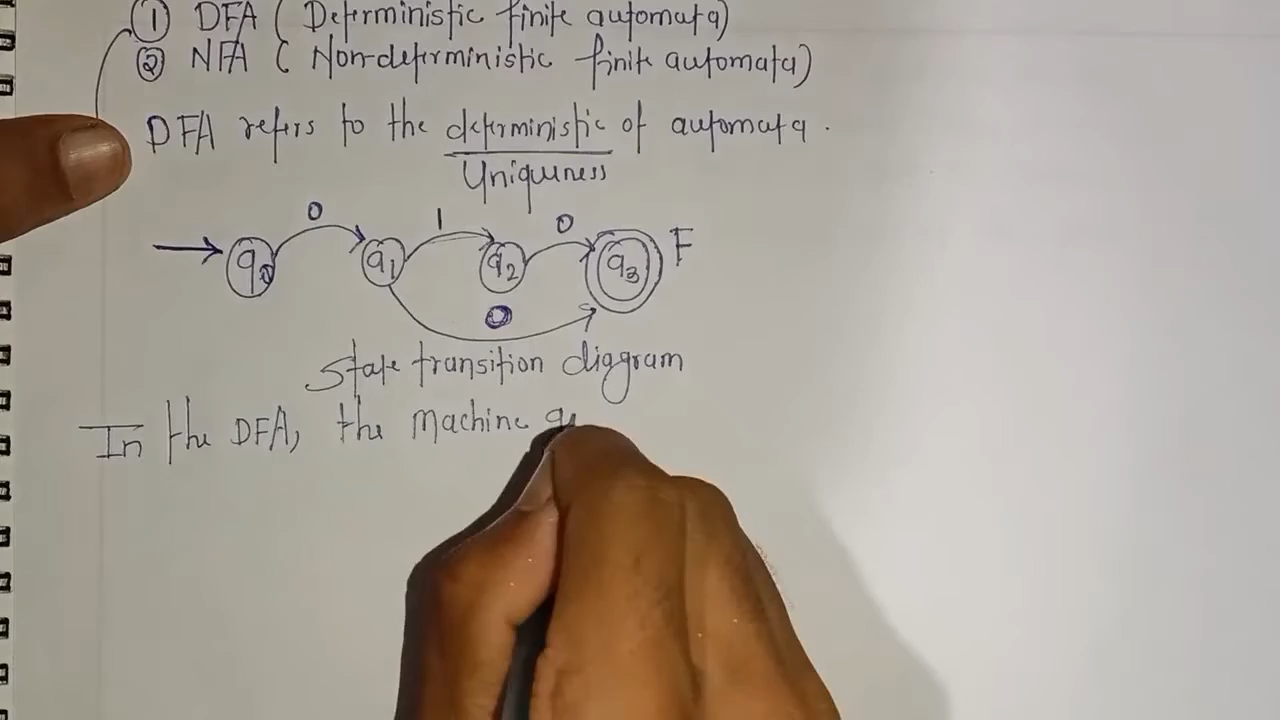 ① DFA ( Deterministic finite automata)
② NFA ( Non-deterministic finite automata)
DFA refers to the deterministic of automata.
Uniqueness
0 1 0
q0 q1 q2 q3 F
0
State transition diagram
In the DFA, the machine